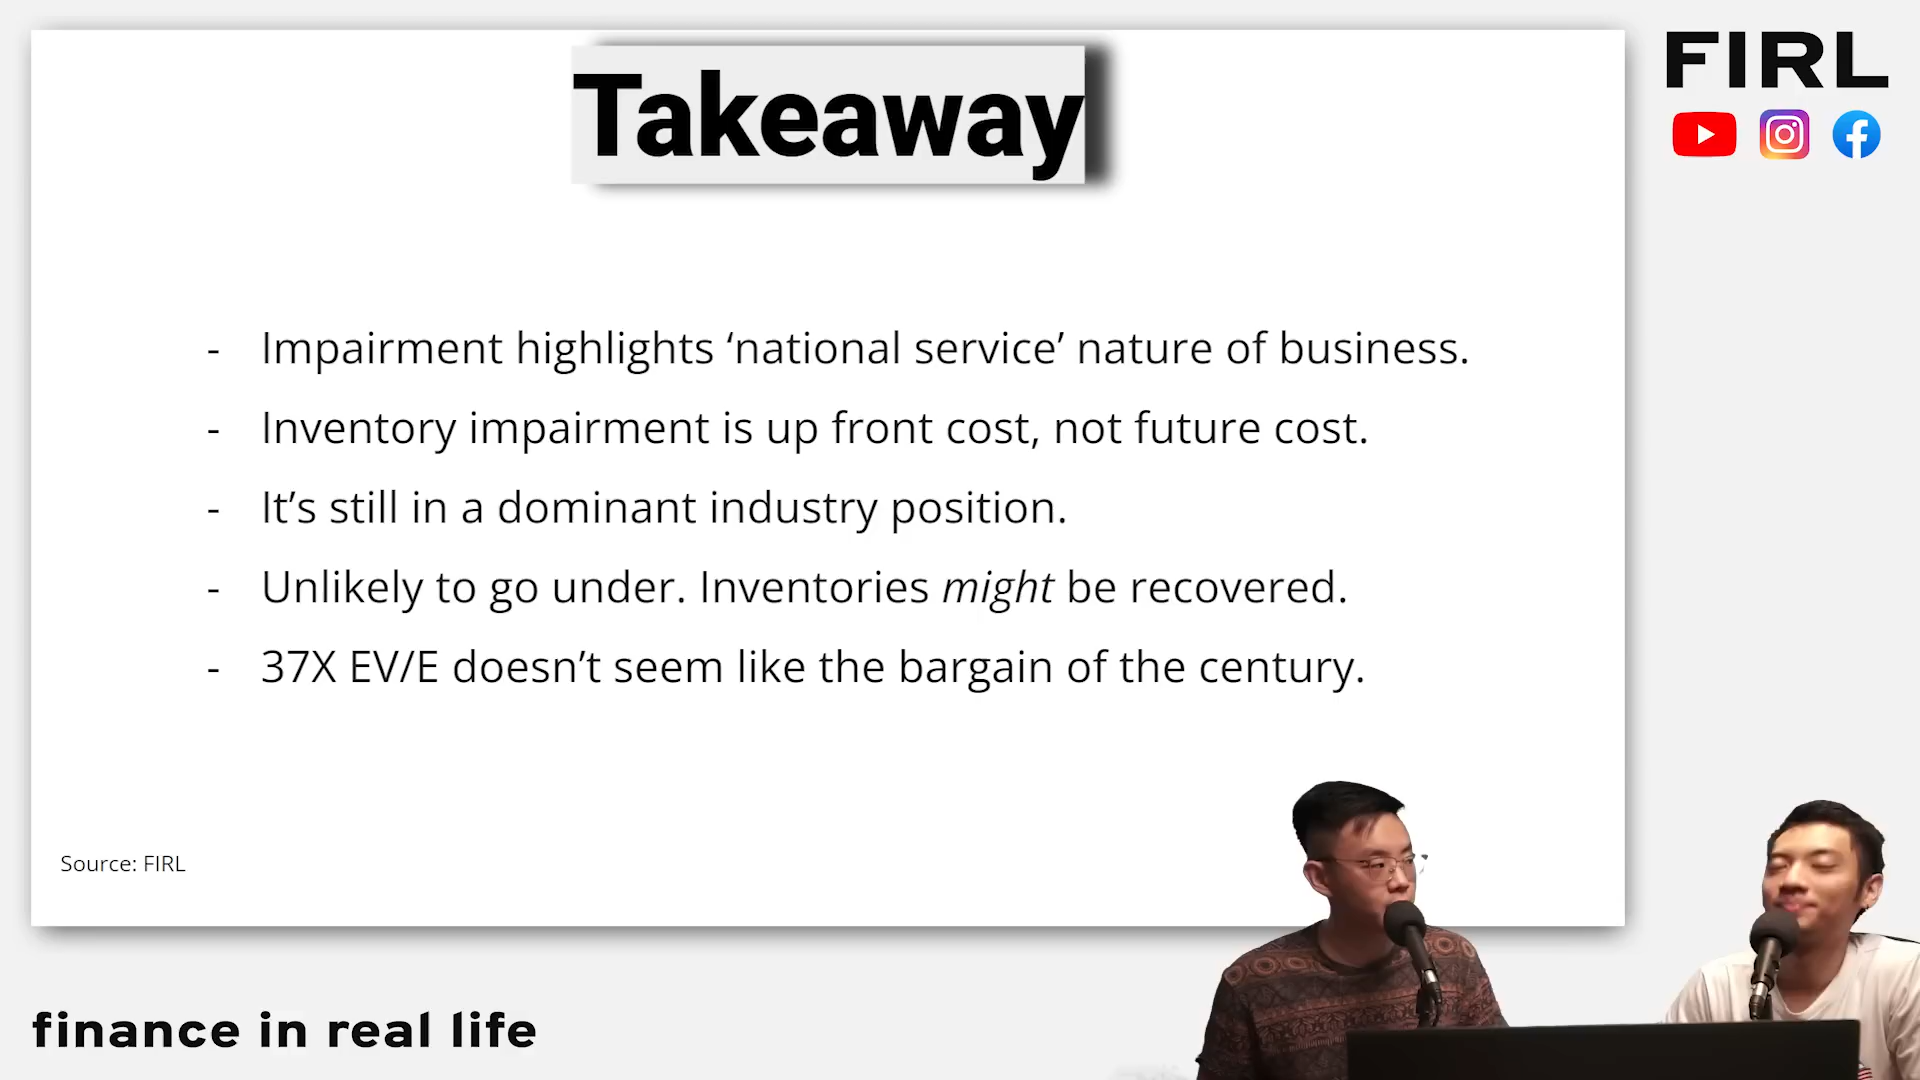 Takeaway
FIRL
- Impairment highlights ‘national service’ nature of business.
- Inventory impairment is up front cost, not future cost.
- It’s still in a dominant industry position.
- Unlikely to go under. Inventories might be recovered.
- 37X EV/E doesn’t seem like the bargain of the century.
Source: FIRL
finance in real life